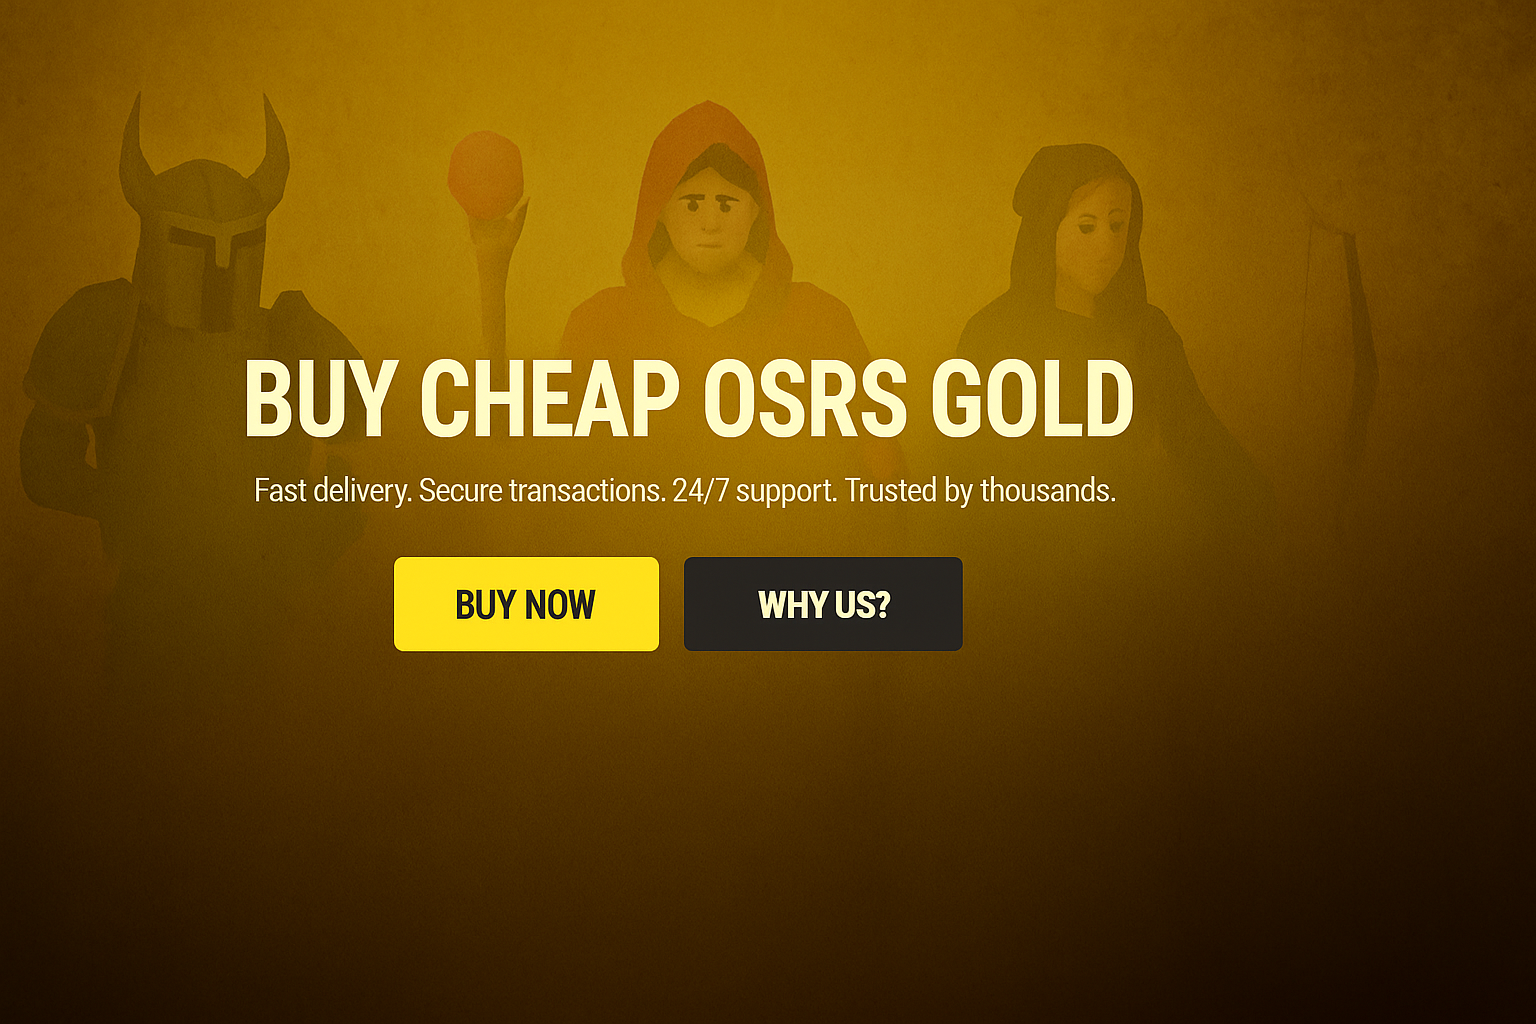 BUY CHEAP OSRS GOLD
Fast delivery. Secure transactions. 24/7 support. Trusted by thousands.
BUY NOW
WHY US?